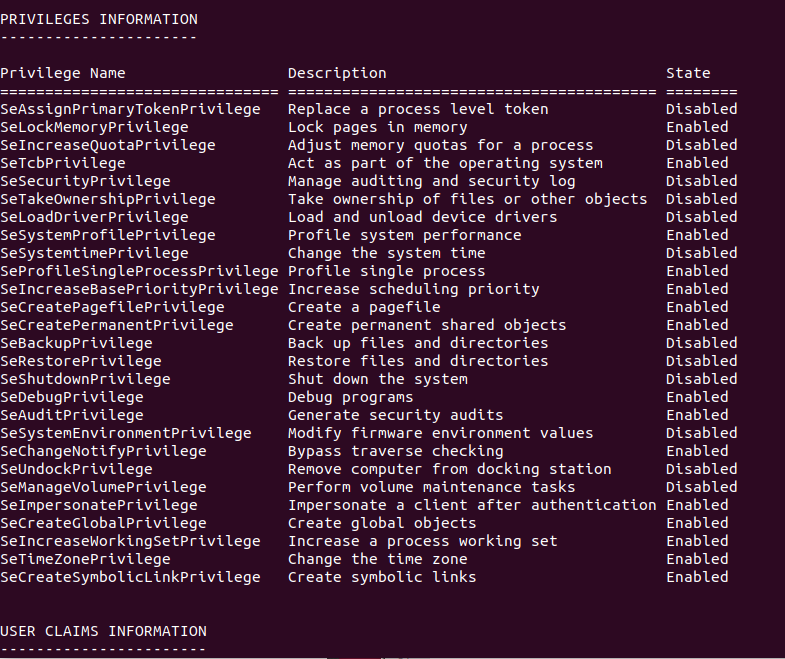 PRIVILEGES INFORMATION
----------------------
Privilege Name Description State
=============================== ========================================= ========
SeAssignPrimaryTokenPrivilege Replace a process level token Disabled
SeLockMemoryPrivilege Lock pages in memory Enabled
SeIncreaseQuotaPrivilege Adjust memory quotas for a process Disabled
SeTcbPrivilege Act as part of the operating system Enabled
SeSecurityPrivilege Manage auditing and security log Disabled
SeTakeOwnershipPrivilege Take ownership of files or other objects Disabled
SeLoadDriverPrivilege Load and unload device drivers Disabled
SeSystemProfilePrivilege Profile system performance Enabled
SeSystemtimePrivilege Change the system time Disabled
SeProfileSingleProcessPrivilege Profile single process Enabled
SeIncreaseBasePriorityPrivilege Increase scheduling priority Enabled
SeCreatePagefilePrivilege Create a pagefile Enabled
SeCreatePermanentPrivilege Create permanent shared objects Enabled
SeBackupPrivilege Back up files and directories Disabled
SeRestorePrivilege Restore files and directories Disabled
SeShutdownPrivilege Shut down the system Disabled
SeDebugPrivilege Debug programs Enabled
SeAuditPrivilege Generate security audits Enabled
SeSystemEnvironmentPrivilege Modify firmware environment values Disabled
SeChangeNotifyPrivilege Bypass traverse checking Enabled
SeUndockPrivilege Remove computer from docking station Disabled
SeManageVolumePrivilege Perform volume maintenance tasks Disabled
SeImpersonatePrivilege Impersonate a client after authentication Enabled
SeCreateGlobalPrivilege Create global objects Enabled
SeIncreaseWorkingSetPrivilege Increase a process working set Enabled
SeTimeZonePrivilege Change the time zone Enabled
SeCreateSymbolicLinkPrivilege Create symbolic links Enabled
USER CLAIMS INFORMATION
-----------------------